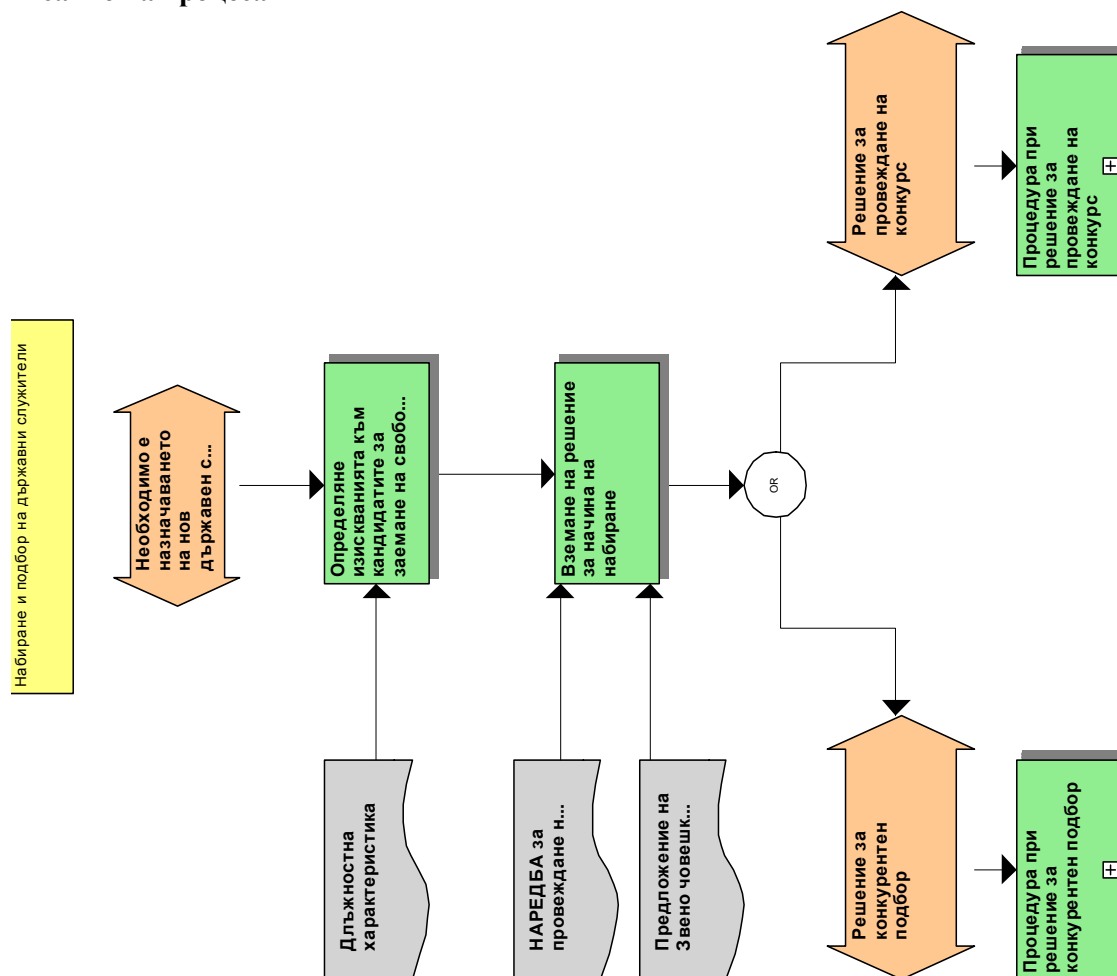 на процеса
Набиране и подбор на държавни служители
Необходимо е
назначаването
на нов
държавен с...
Определяне
изискванията към
кандидатите за
заемане на свобо...
Длъжностна
характеристика
Вземане на решение
за начина на
набиране
НАРЕДБА за
провеждане н...
Предложение на
Звено човешк...
OR
Решение за
конкурентен
подбор
Решение за
провеждане на
конкурс
Процедура при
решение за
конкурентен подбор
Процедура при
решение за
провеждане на
конкурс